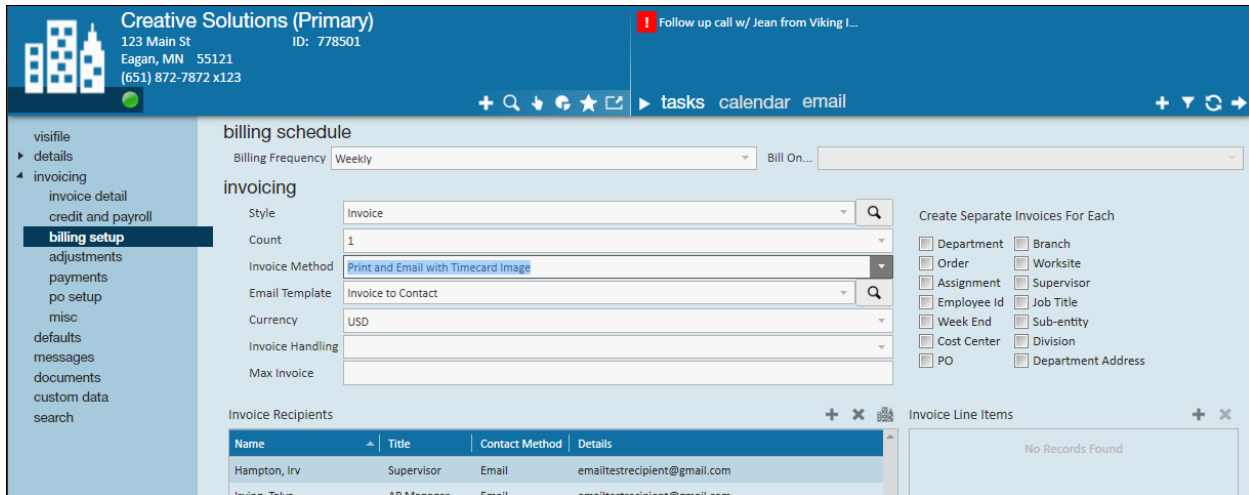 Creative Solutions (Primary)
123 Main St ID: 778501
Eagan, MN 55121
(651) 872-7872 x123
! Follow up call w/ Jean from Viking I...
tasks calendar email
visifile
details
invoicing
invoice detail
credit and payroll
billing setup
adjustments
payments
po setup
misc
defaults
messages
documents
custom data
search
billing schedule
Billing Frequency Weekly
Bill On...
invoicing
Style Invoice
Count 1
Invoice Method Print and Email with Timecard Image
Email Template Invoice to Contact
Currency USD
Invoice Handling
Max Invoice
Create Separate Invoices For Each
Department Branch
Order Worksite
Assignment Supervisor
Employee Id Job Title
Week End Sub-entity
Cost Center Division
PO Department Address
Invoice Recipients
Name Title Contact Method Details
Hampton, Irv Supervisor Email emailtestrecipient@gmail.com
Invoice Line Items
No Records Found